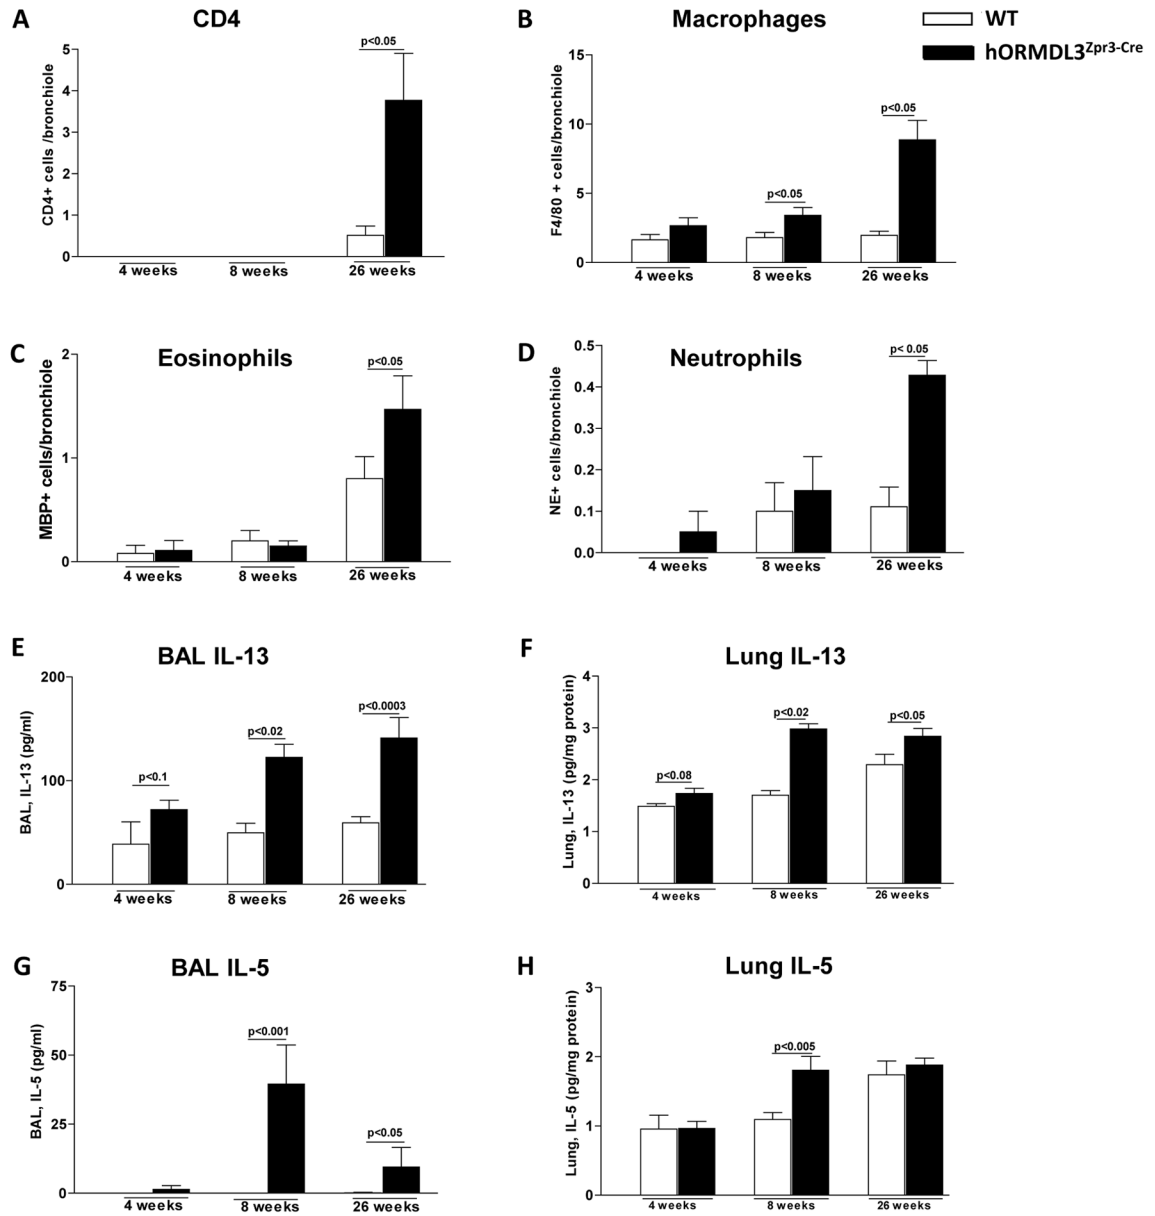 A
CD4
CD4+ cells /bronchiole
5
4
3
2
1
0
p<0.05
4 weeks
8 weeks
26 weeks
B
Macrophages
WT
hORMDL3Zpr3-Cre
F4/80 + cells/bronchiole
15
10
5
0
p<0.05
p<0.05
4 weeks
8 weeks
26 weeks
C
Eosinophils
MBP+ cells/bronchiole
2
1
0
p<0.05
4 weeks
8 weeks
26 weeks
D
Neutrophils
NE+ cells/bronchiole
0.5
0.4
0.3
0.2
0.1
0.0
p< 0.05
4 weeks
8 weeks
26 weeks
E
BAL IL-13
BAL, IL-13 (pg/ml)
200
100
0
p<0.1
p<0.02
p<0.0003
4 weeks
8 weeks
26 weeks
F
Lung IL-13
Lung, IL-13 (pg/mg protein)
4
3
2
1
0
p<0.08
p<0.02
p<0.05
4 weeks
8 weeks
26 weeks
G
BAL IL-5
BAL, IL-5 (pg/ml)
75
50
25
0
p<0.001
p<0.05
4 weeks
8 weeks
26 weeks
H
Lung IL-5
Lung, IL-5 (pg/mg protein)
3
2
1
0
p<0.005
4 weeks
8 weeks
26 weeks